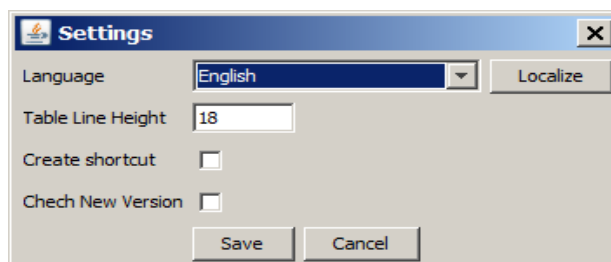 Settings
Language English Localize
Table Line Height 18
Create shortcut
Chech New Version
Save Cancel